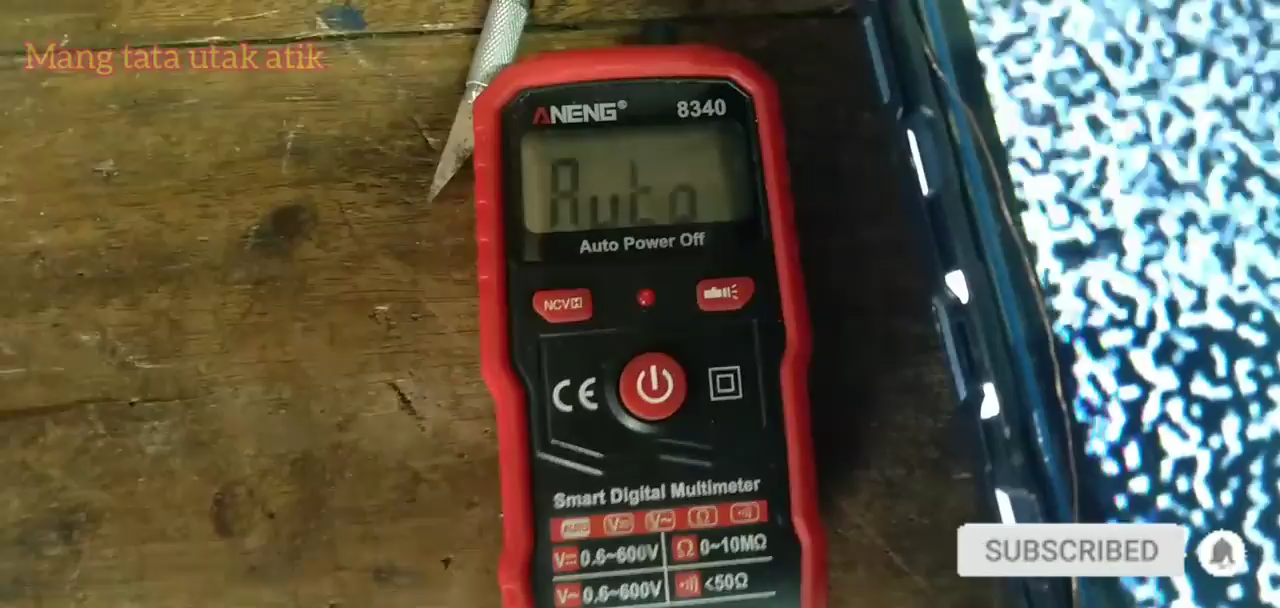 Mang tata utak atik
ANENG® 8340
Auto
Auto Power Off
NCV
CE
Smart Digital Multimeter
AUTO V V~ Ω
V 0.6~600V Ω 0~10MΩ
V~ 0.6~600V <50Ω
SUBSCRIBED